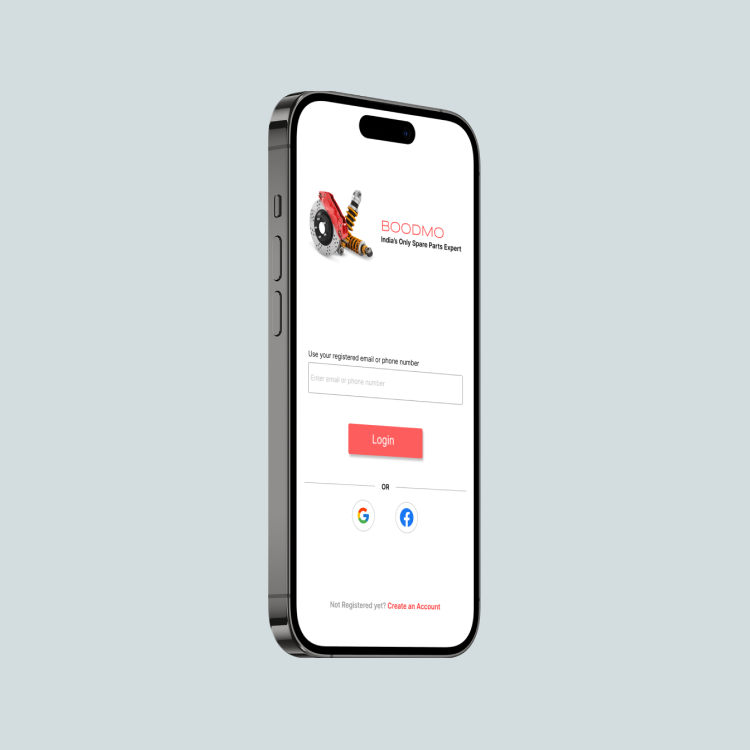 BOODMO
India's Only Spare Parts Expert
Use your registered email or phone number
Enter email or phone number
Login
OR
Not Registered yet? Create an Account